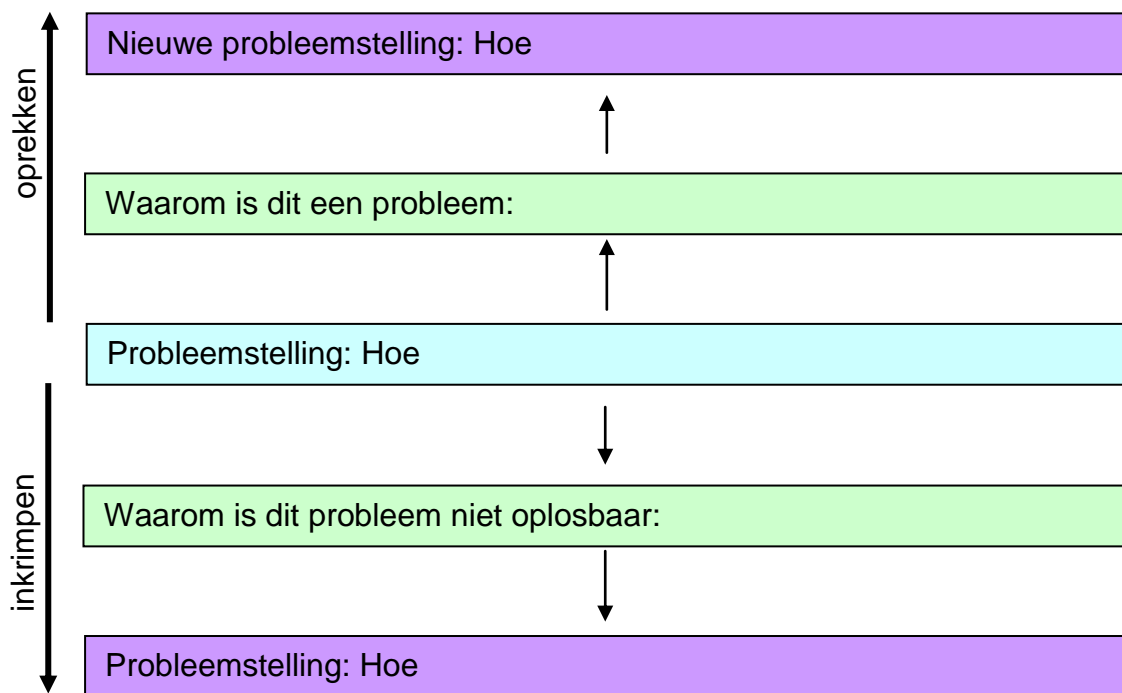 oprekken
Nieuwe probleemstelling: Hoe
Waarom is dit een probleem:
Probleemstelling: Hoe
inkrimpen
Waarom is dit probleem niet oplosbaar:
Probleemstelling: Hoe